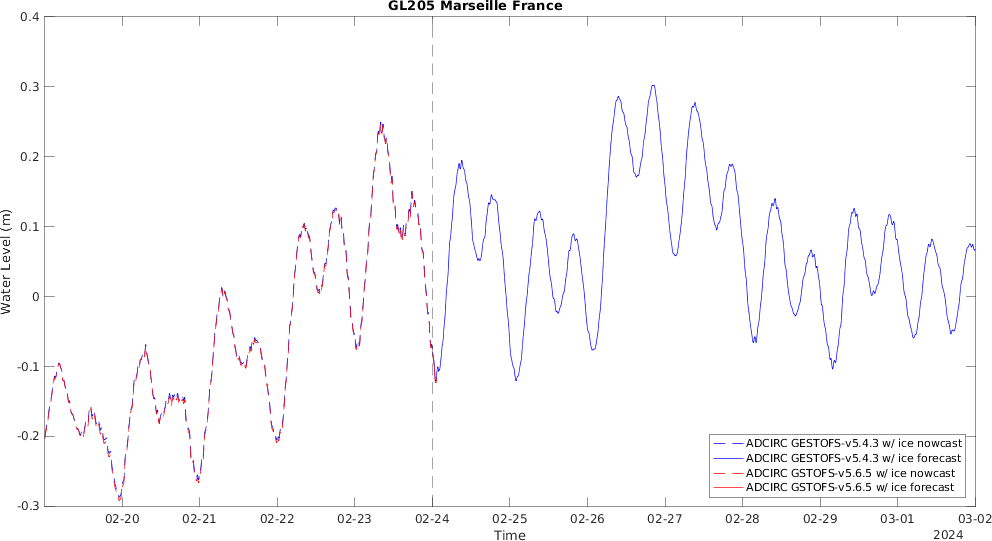 GL205 Marseille France
0.4
0.3
0.2
0.1
0
-0.1
-0.2
-0.3
Water Level (m)
ADCIRC GESTOFS-v5.4.3 w/ ice nowcast
ADCIRC GESTOFS-v5.4.3 w/ ice forecast
ADCIRC GSTOFS-v5.6.5 w/ ice nowcast
ADCIRC GSTOFS-v5.6.5 w/ ice forecast
02-20 02-21 02-22 02-23 02-24 02-25 02-26 02-27 02-28 02-29 03-01 03-02
Time
2024